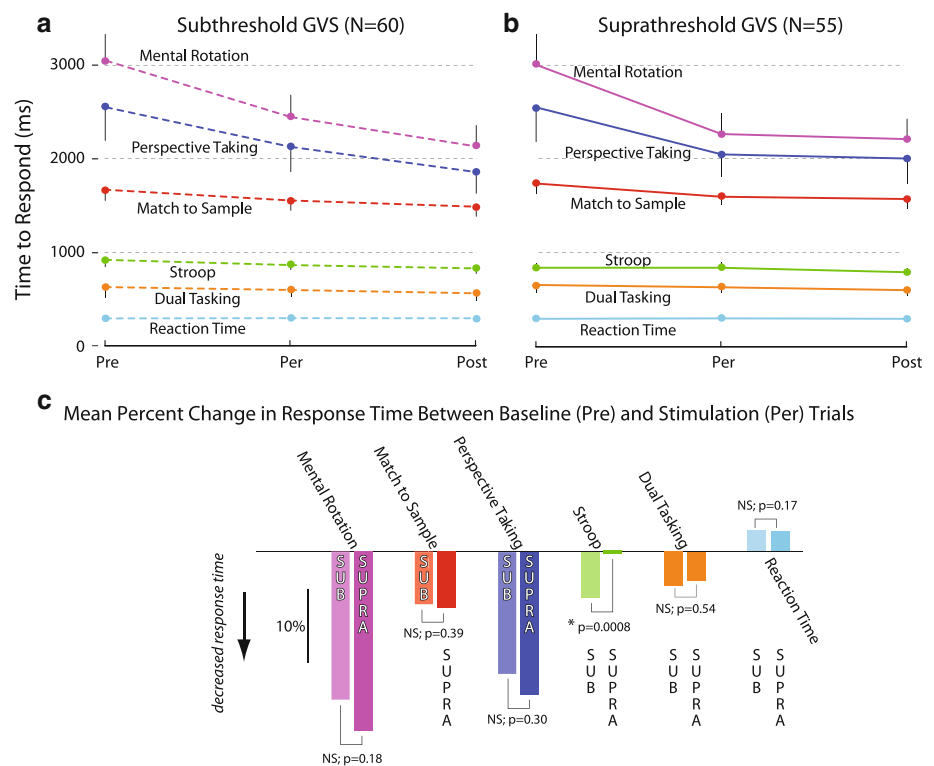 a
Subthreshold GVS (N=60)
b
Suprathreshold GVS (N=55)
Time to Respond (ms)
3000
2000
1000
0
Mental Rotation
Perspective Taking
Match to Sample
Stroop
Dual Tasking
Reaction Time
Pre
Per
Post
Mental Rotation
Perspective Taking
Match to Sample
Stroop
Dual Tasking
Reaction Time
Pre
Per
Post
c
Mean Percent Change in Response Time Between Baseline (Pre) and Stimulation (Per) Trials
decreased response time
10%
Mental Rotation
SUB
SUPRA
NS; p=0.18
Match to Sample
SUB
NS; p=0.39
SUPRA
Perspective Taking
SUB
SUPRA
NS; p=0.30
Stroop
* p=0.0008
SUB
SUPRA
Dual Tasking
NS; p=0.54
SUB
SUPRA
NS; p=0.17
Reaction Time
SUB
SUPRA